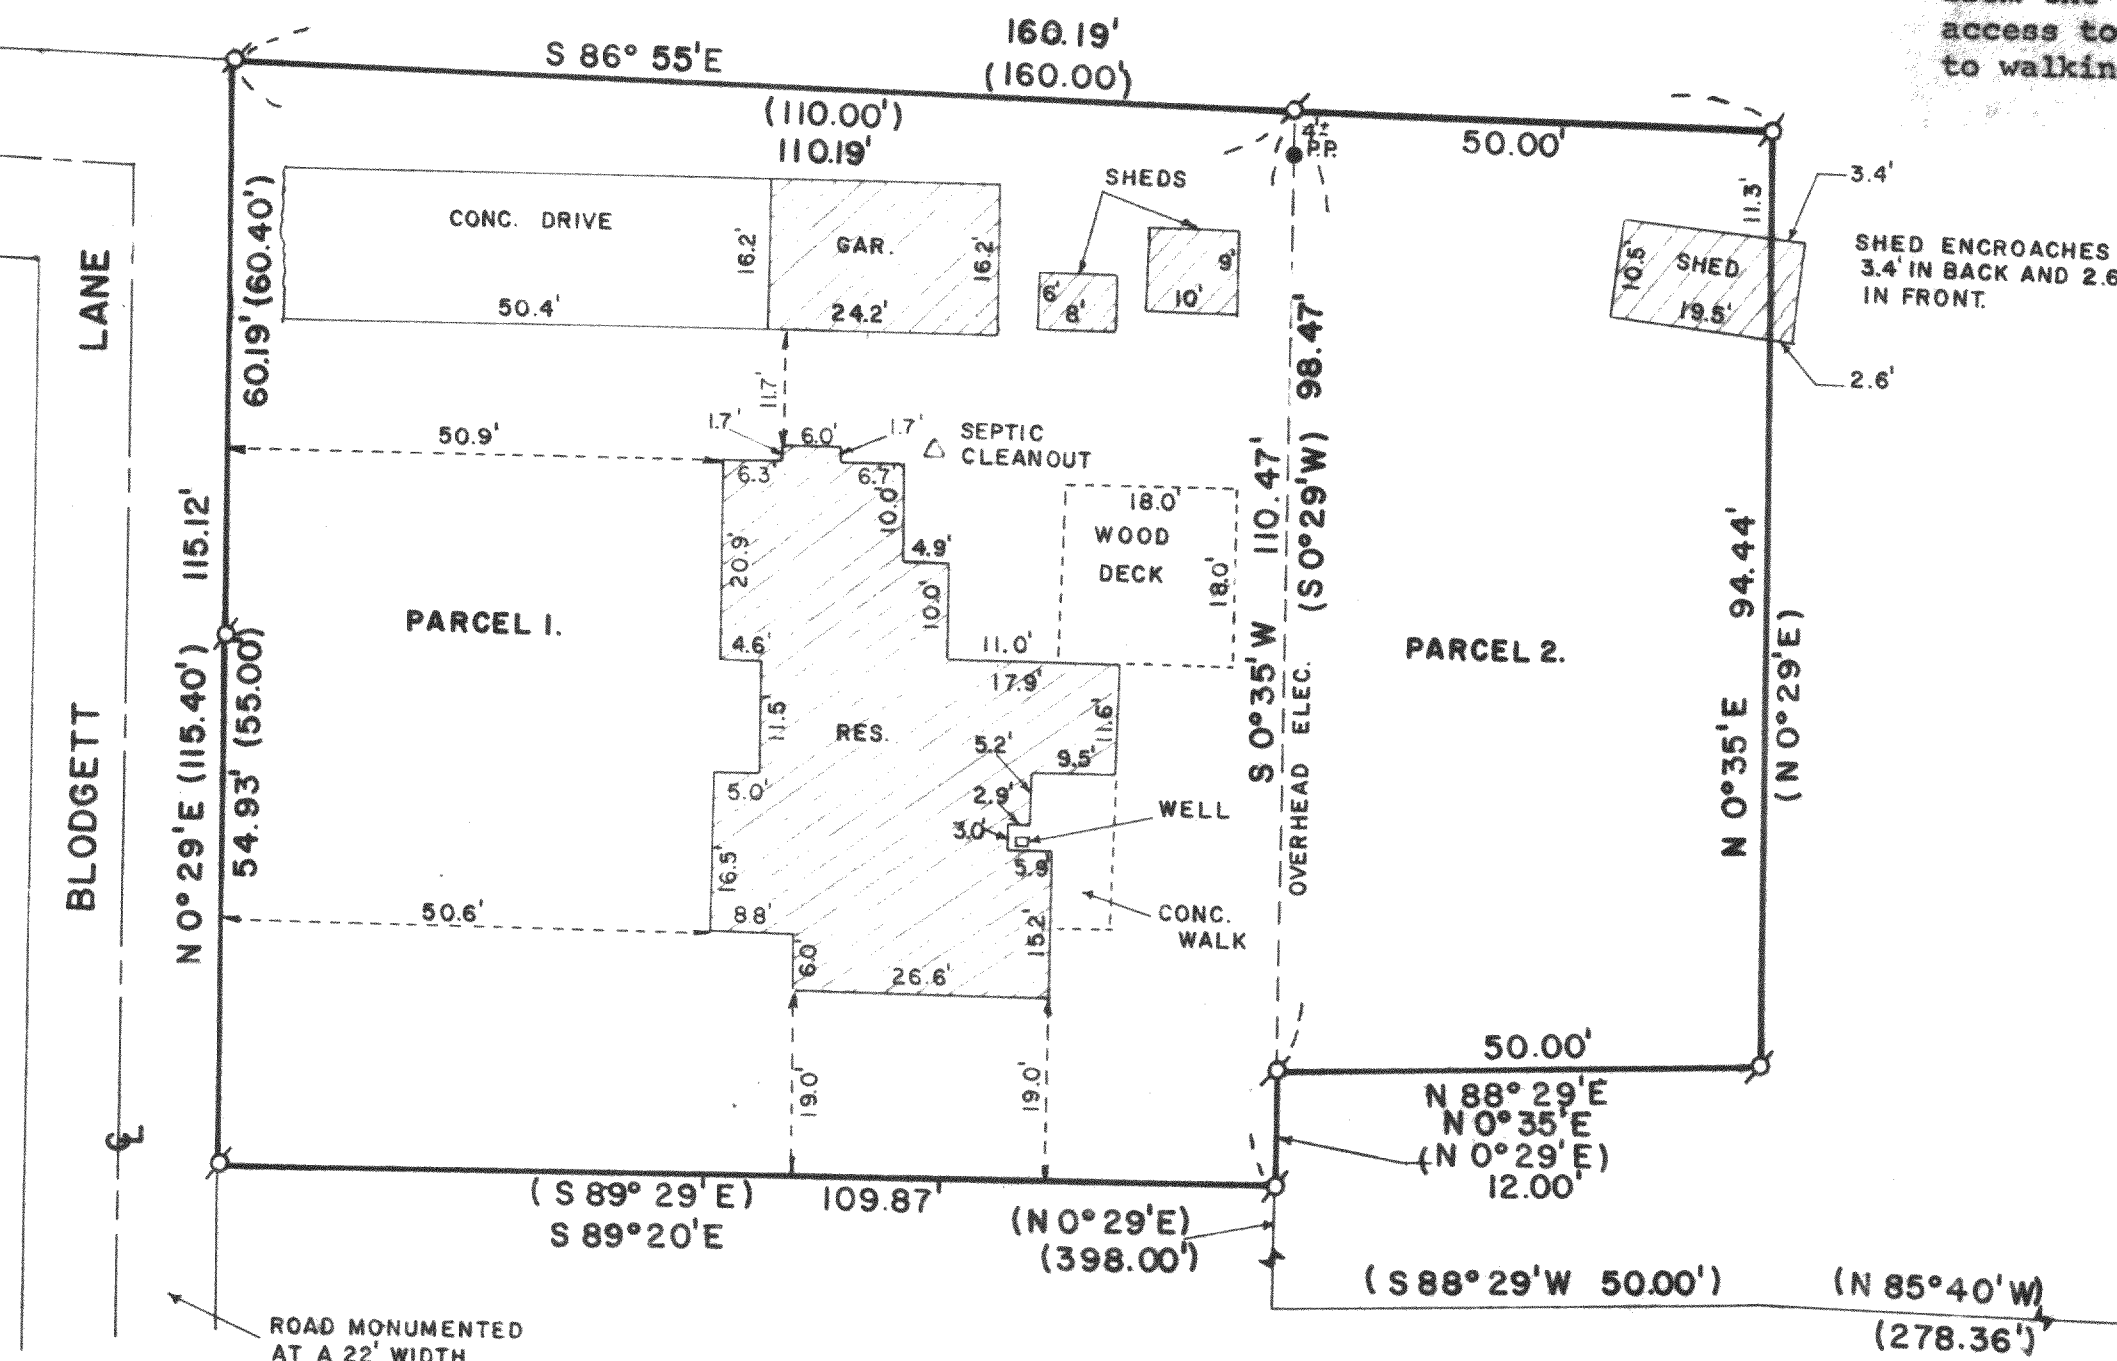 access to
to walkin
S 86° 55'E
160.19'
(160.00')
(110.00')
110.19'
50.00'
4'±
P.P.
SHEDS
3.4'
11.3'
60.19' (60.40')
CONC. DRIVE
16.2'
GAR.
16.2'
50.4'
24.2'
6'
8'
9'
10'
10.5'
SHED
19.5'
SHED ENCROACHES
3.4' IN BACK AND 2.6
IN FRONT.
2.6'
LANE
BLODGETT
11.7'
1.7'
6.0'
1.7'
50.9'
6.3'
6.7'
SEPTIC
CLEANOUT
10.0'
4.9'
20.9'
10.0'
18.0'
WOOD
DECK
18.0'
S 0° 35' W 110.47'
(S 0° 29' W) 98.47'
OVERHEAD ELEC.
N 0° 29' E (115.40') 115.12'
54.93' (55.00')
PARCEL 1.
4.6'
11.0'
17.9'
11.5'
11.6'
RES.
5.2'
9.5'
5.0'
2.9'
3.0'
WELL
5.9'
16.5'
50.6'
8.8'
6.0'
15.2'
26.6'
CONC.
WALK
19.0'
19.0'
PARCEL 2.
N 0° 35' E 94.44'
(N 0° 29' E)
50.00'
N 88° 29' E
N 0° 35' E
(N 0° 29' E)
12.00'
(S 89° 29' E)
109.87'
S 89° 20' E
(N 0° 29' E)
(398.00')
(S 88° 29' W 50.00')
(N 85° 40' W)
(278.36')
℄
ROAD MONUMENTED
AT A 22' WIDTH